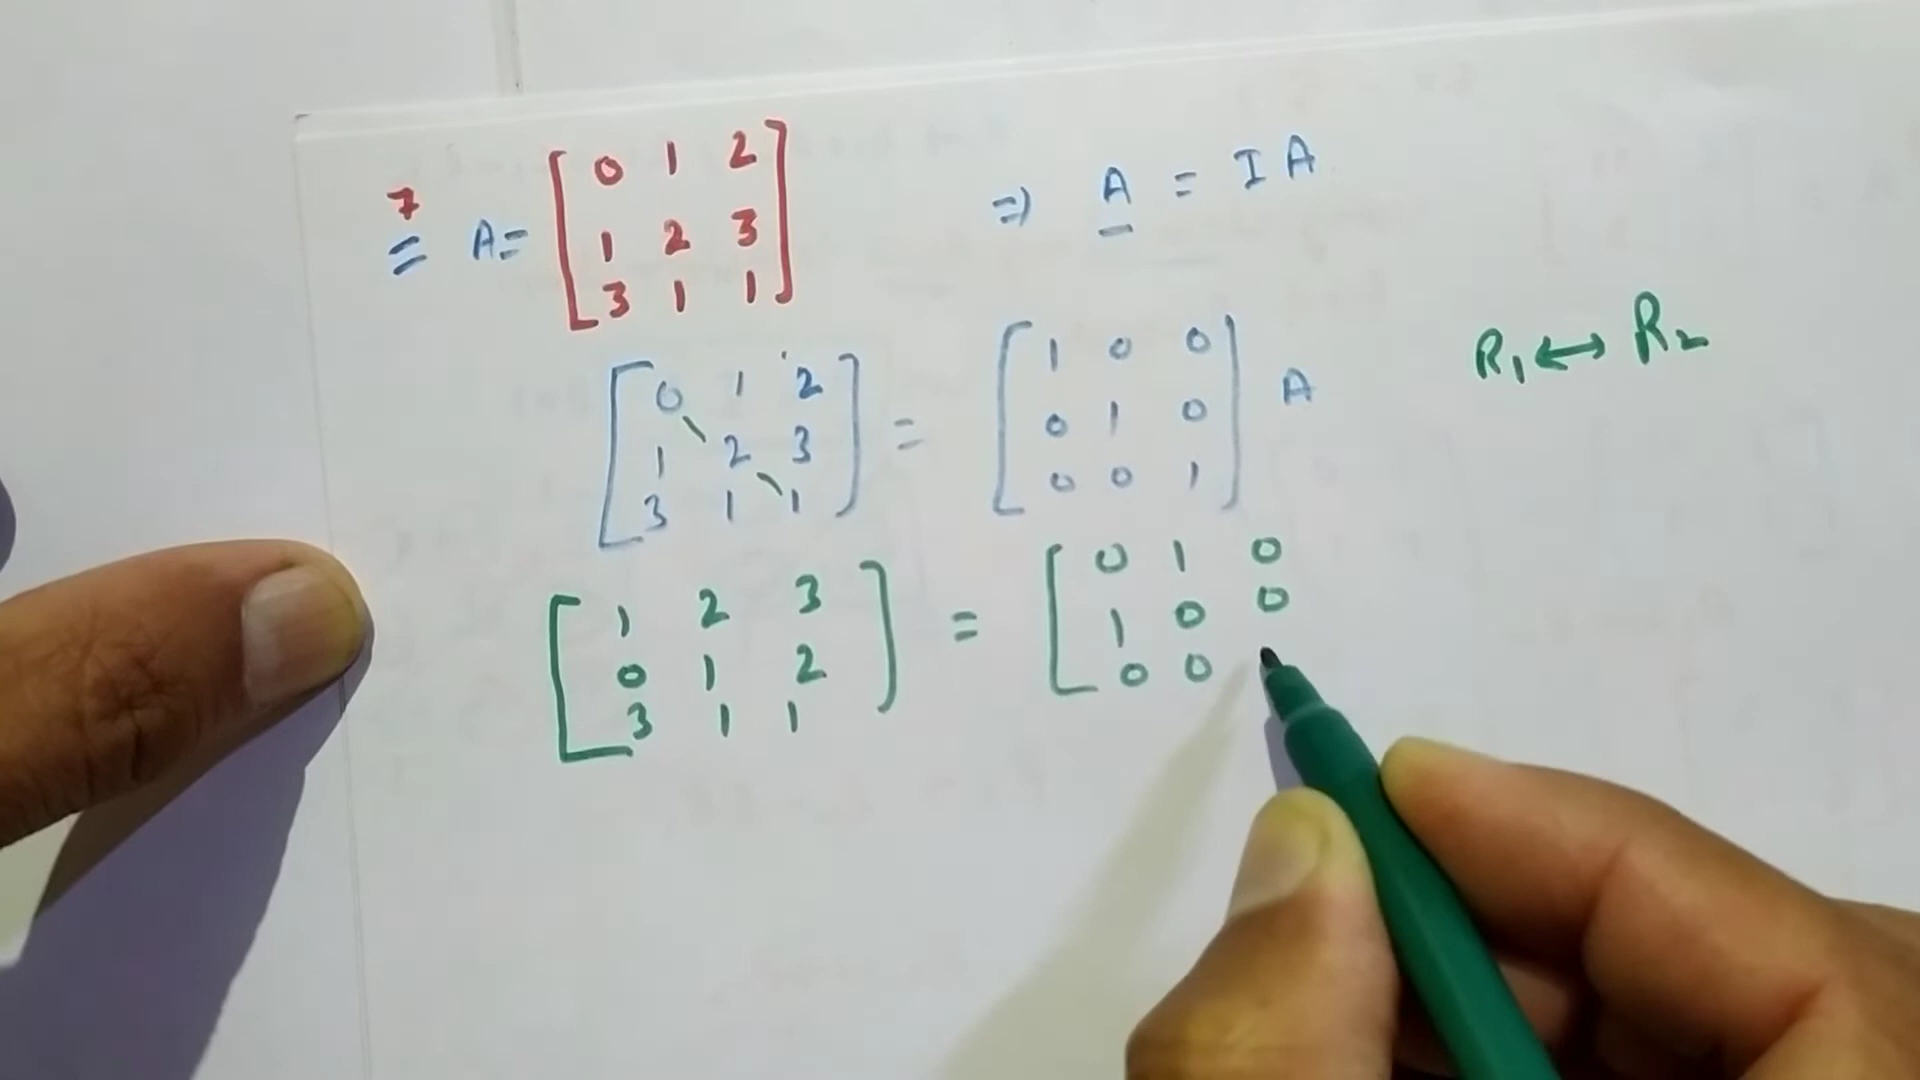 7 A= [ 0 1 2 ⇒ A = I A
1 2 3
3 1 1 ]
[ 0 1 2 = [ 1 0 0 A R₁ ↔ R₂
1 2 3 0 1 0
3 1 1 ] 0 0 1 ]
[ 1 2 3 ] = [ 0 1 0
0 1 2 1 0 0
3 1 1 0 0